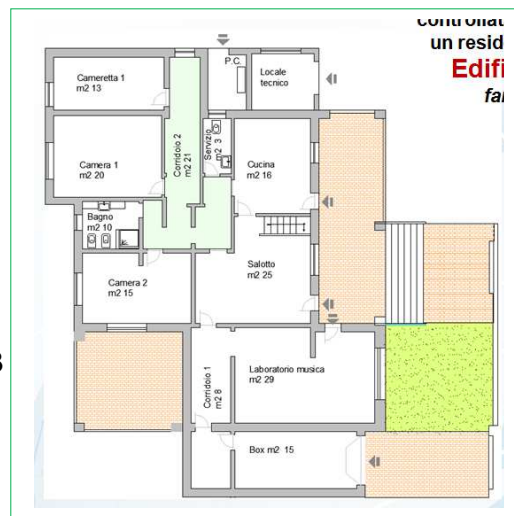 controllat
un resid
Edifi
fa
P.C.
Cameretta 1
m2 13
Locale
tecnico
Corridoio 2
m2 21
Servizio
m2 3
Camera 1
m2 20
Cucina
m2 16
Bagno
m2 10
Camera 2
m2 15
Salotto
m2 25
Corridoio 1
m2 8
Laboratorio musica
m2 29
Box m2 15